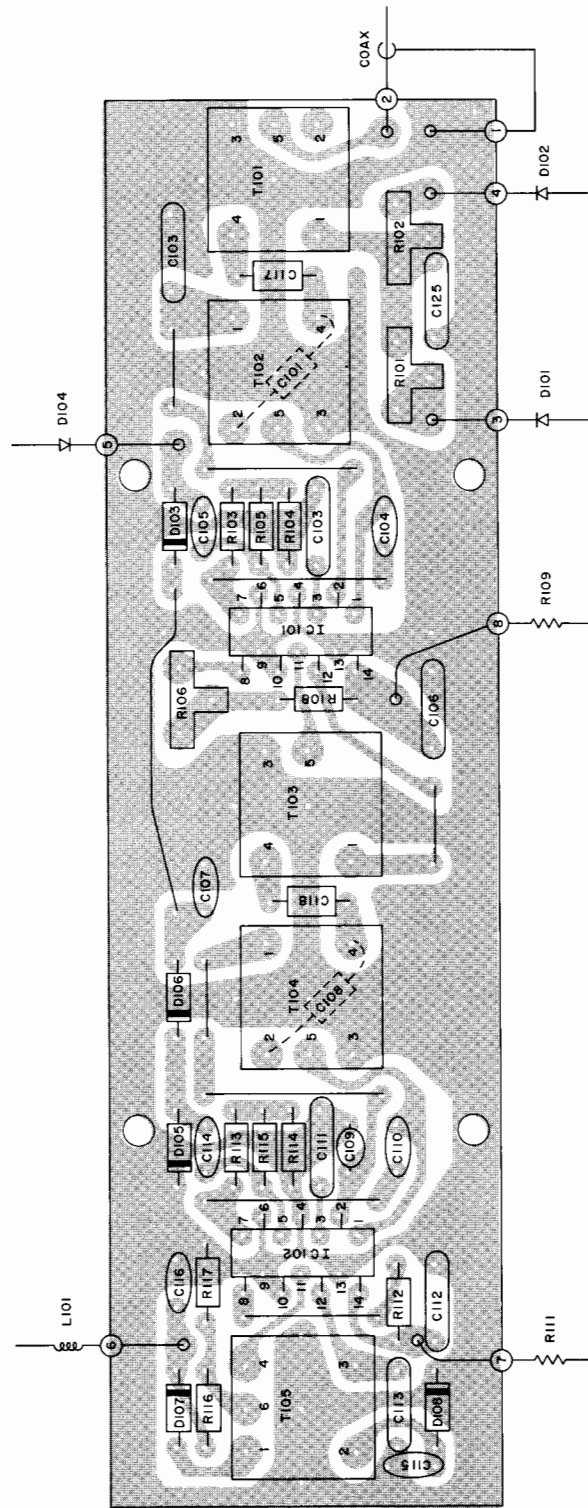 L101
D104
6
5
D107
C116
D105
D106
D103
R106
C103
R116
R117
C114
C107
C105
R113
R103
R115
R105
R114
R104
C111
C103
C109
C110
C104
1
6
4
T105
2
3
8
9
10
11
12
13
14
IC102
7
6
5
4
3
2
1
2
5
3
T104
C108
1
4
C118
4
1
T103
3
5
R108
8
9
10
11
12
13
14
IC101
7
6
5
4
3
2
1
2
5
3
T102
C101
1
4
C117
4
1
T101
3
5
2
C113
R112
R101
R102
C115
D108
C112
C106
C125
7
8
3
4
1
2
COAX
R111
R109
D101
D102